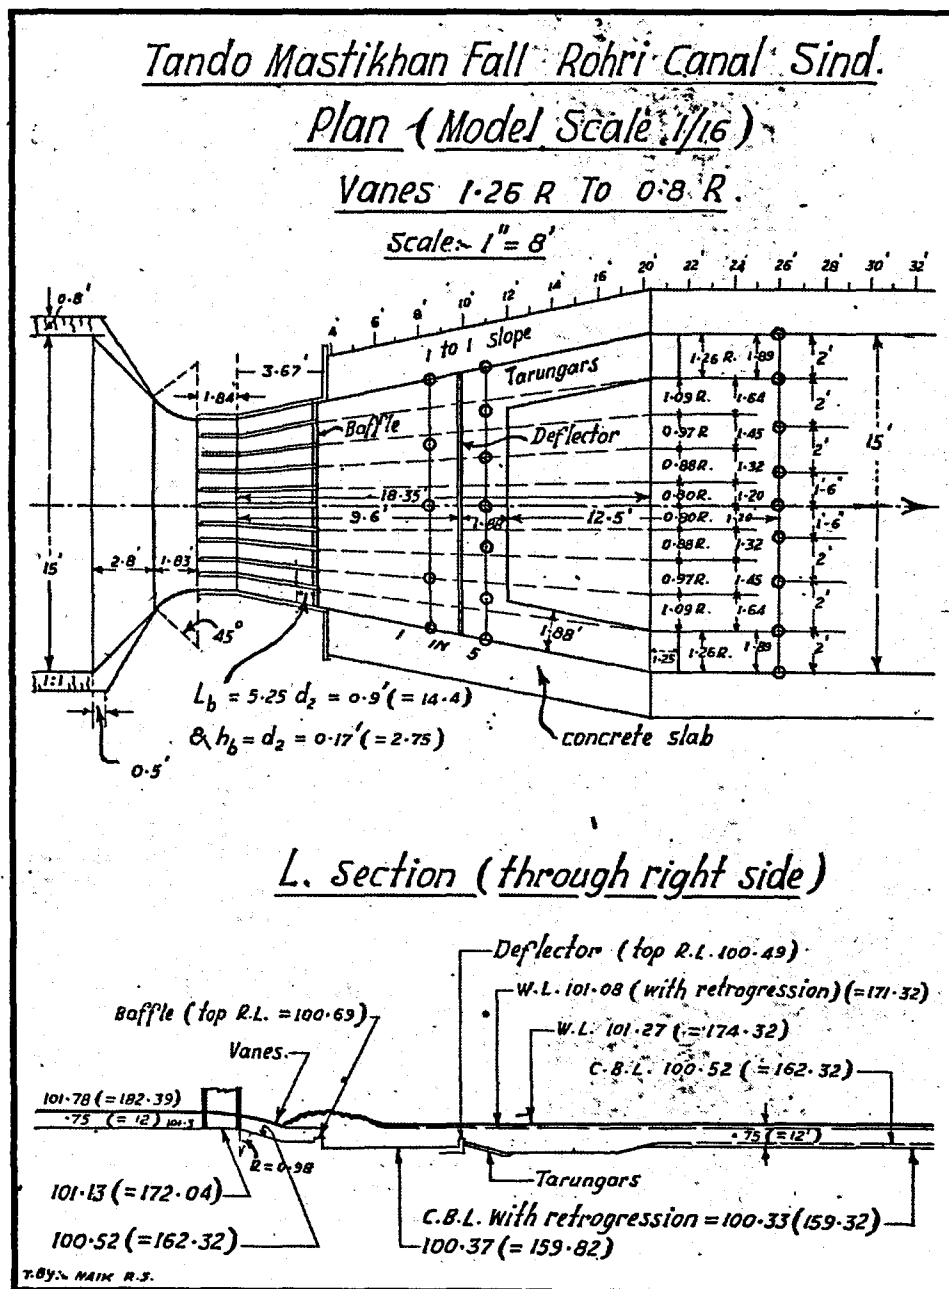 Tando Mastikhan Fall Rohri Canal Sind.
Plan (Model Scale 1/16)
Vanes 1·26 R To 0·8 R.
Scale:- 1" = 8'
4' 6' 8' 10' 12' 14' 16' 18' 20' 22' 24' 26' 28' 30' 32'
0·8'
1 to 1 Slope
3·67'
1·84'
Tarungars
Baffle
Deflector
1·26 R. 1·89 2'
1·09 R. 1·64 2'
0·97 R 1·45 2'
0·88 R. 1·32
18·35' 0·80 R. 1·20 1'-6"
15' 15'
9·6' 1·88' 12·5' 0·80 R. 1·20 1'-6"
2·8' 1·83' 0·88 R. 1·32 2'
0·97 R 1·45 2'
1·09 R. 1·64 2'
45°
1·88'
1·25 1·26 R. 1·89 2'
1 IN 5
1:1
L_b = 5·25 d_2 = 0·9' (= 14·4)
& h_b = d_2 = 0·17' (= 2·75)
concrete slab
0·5'
L. section (through right side)
Deflector (top R.L. 100·49)
W.L. 101·08 (with retrogression) (=171·32)
Baffle (top R.L. = 100·69)
W.L. 101·27 (=174·32)
Vanes.
C.B.L. 100·52 (=162·32)
101·78 (=182·39)
·75 (=12) 101·3
·75 (=12')
R=0·98
101·13 (=172·04)
Tarungars
C.B.L. With retrogression = 100·33 (159·32)
100·52 (=162·32)
100·37 (= 159·82)
T.By:- NAIK R.S.